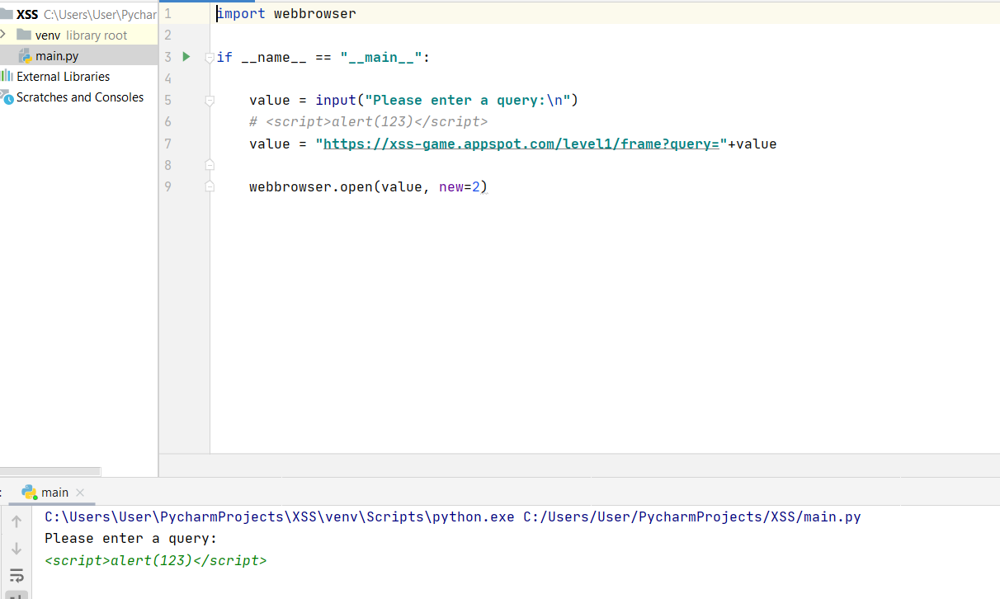 XSS C:\Users\User\Pychar
venv library root
main.py
External Libraries
Scratches and Consoles
1 import webbrowser
2
3 if __name__ == "__main__":
4
5 value = input("Please enter a query:\n")
6 # <script>alert(123)</script>
7 value = "https://xss-game.appspot.com/level1/frame?query="+value
8
9 webbrowser.open(value, new=2)
: main
C:\Users\User\PycharmProjects\XSS\venv\Scripts\python.exe C:/Users/User/PycharmProjects/XSS/main.py
Please enter a query:
<script>alert(123)</script>